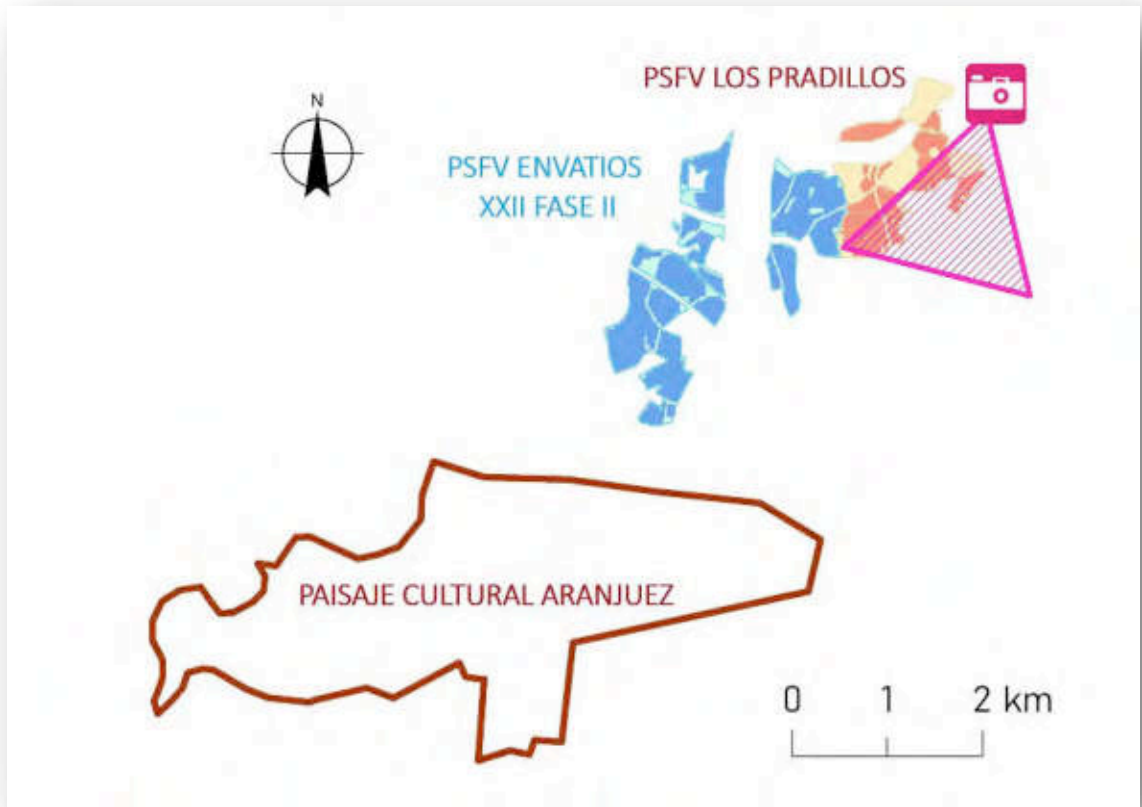 PSFV LOS PRADILLOS
N
PSFV ENVATIOS
XXII FASE II
PAISAJE CULTURAL ARANJUEZ
0 1 2 km